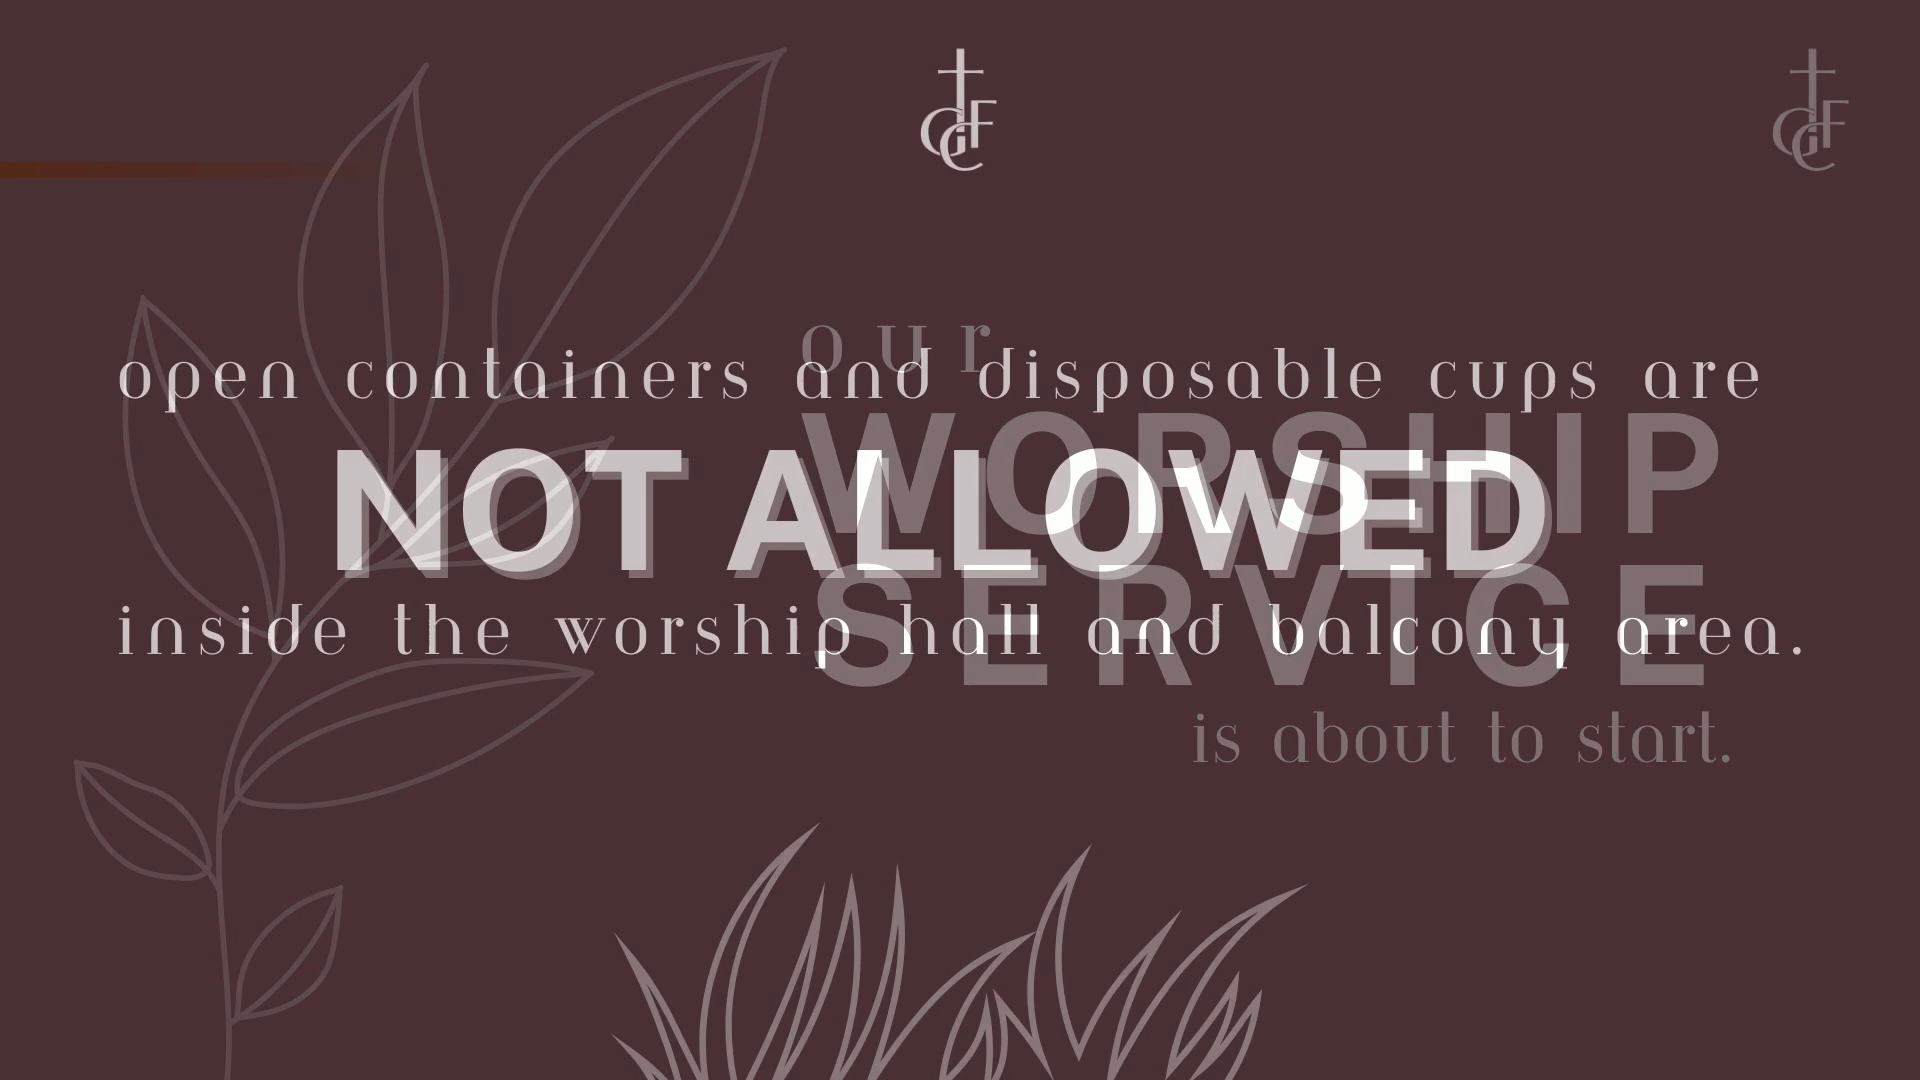 our
open containers and disposable cups are
WORSHIP
NOT ALLOWED
SERVICE
inside the worship hall and balcony area.
is about to start.